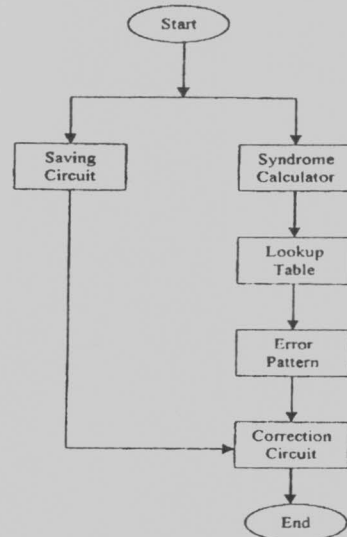 Start
Saving
Circuit
Syndrome
Calculator
Lookup
Table
Error
Pattern
Correction
Circuit
End